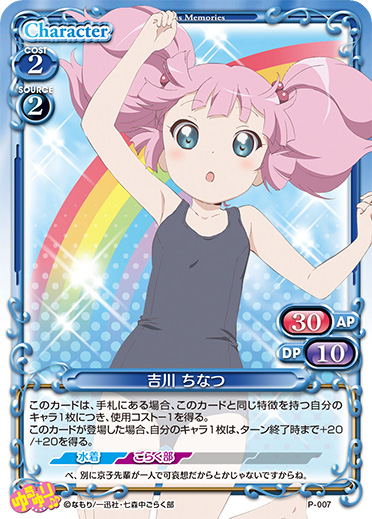 s Memories
Character
COST
2
SOURCE
2
30 AP
DP 10
吉川 ちなつ
このカードは、手札にある場合、このカードと同じ特徴を持つ自分の
キャラ1枚につき、使用コスト-1を得る。
このカードが登場した場合、自分のキャラ1枚は、ターン終了時まで+20
/+20を得る。
水着 ごらく部
べ、別に京子先輩が一人で可哀想だからとかじゃないですからね。
ゆるゆり
©なもり/一迅社・七森中ごらく部 P-007